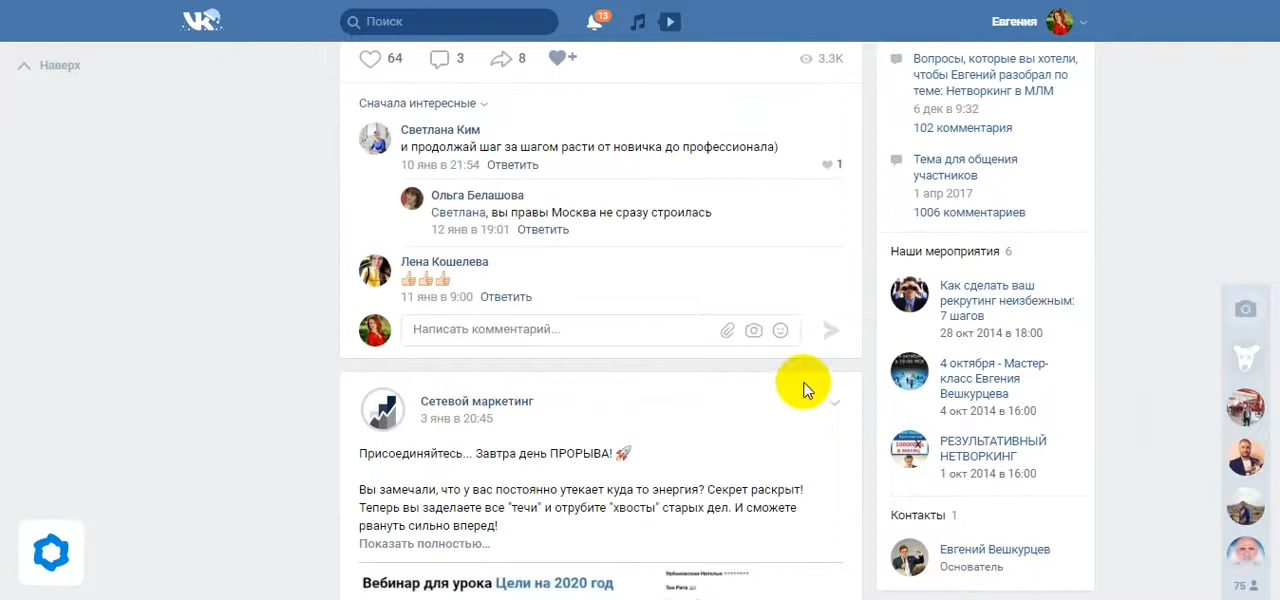 Поиск
13
Евгения
Наверх
64
3
8
3.3K
Сначала интересные
Светлана Ким
и продолжай шаг за шагом расти от новичка до профессионала)
10 янв в 21:54 Ответить
1
Ольга Белашова
Светлана, вы правы Москва не сразу строилась
12 янв в 19:01 Ответить
Лена Кошелева
11 янв в 9:00 Ответить
Написать комментарий...
Сетевой маркетинг
3 янв в 20:45
Присоединяйтесь... Завтра день ПРОРЫВА!
Вы замечали, что у вас постоянно утекает куда то энергия? Секрет раскрыт!
Теперь вы заделаете все "течи" и отрубите "хвосты" старых дел. И сможете
рвануть сильно вперед!
Показать полностью...
Вебинар для урока Цели на 2020 год
Вопросы, которые вы хотели,
чтобы Евгений разобрал по
теме: Нетворкинг в МЛМ
6 дек в 9:32
102 комментария
Тема для общения
участников
1 апр 2017
1006 комментариев
Наши мероприятия 6
Как сделать ваш
рекрутинг неизбежным:
7 шагов
28 окт 2014 в 18:00
4 октября - Мастер-
класс Евгения
Вешкурцева
4 окт 2014 в 16:00
РЕЗУЛЬТАТИВНЫЙ
НЕТВОРКИНГ
1 окт 2014 в 16:00
Контакты 1
Евгений Вешкурцев
Основатель
75